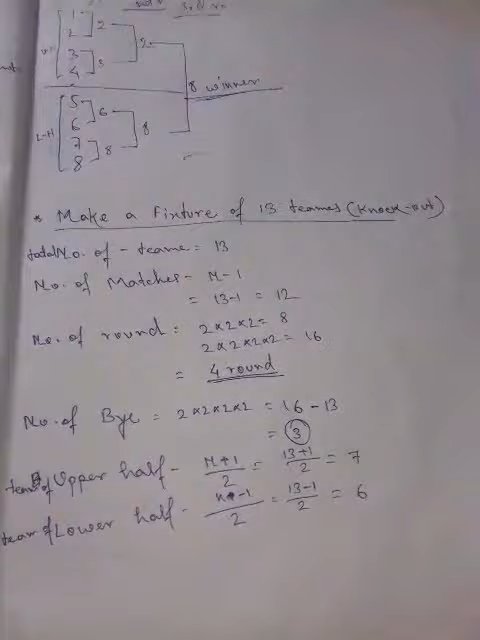 3rd R
1
2
2
2
3
3
4
8 winner
5
6
6
8
7
8
8
L-H
* Make a Fixture of 13 teames (Knock-out)
total No. of - teame = 13
No. of Matches - N-1
= 13-1 = 12
No. of round = 2×2×2 = 8
2×2×2×2 = 16
= 4 round
No. of Bye = 2×2×2×2 = 16 - 13
= 3
team of Upper half - N+1/2 = 13+1/2 = 7
team of Lower half - N-1/2 = 13-1/2 = 6